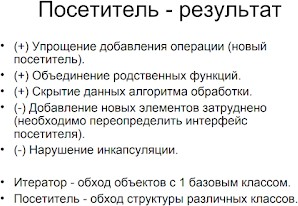 Посетитель - результат
• (+) Упрощение добавления операции (новый
посетитель).
• (+) Объединение родственных функций.
• (+) Скрытие данных алгоритма обработки.
• (-) Добавление новых элементов затруднено
(необходимо переопределить интерфейс
посетителя).
• (-) Нарушение инкапсуляции.
• Итератор - обход объектов с 1 базовым классом.
• Посетитель - обход структуры различных классов.